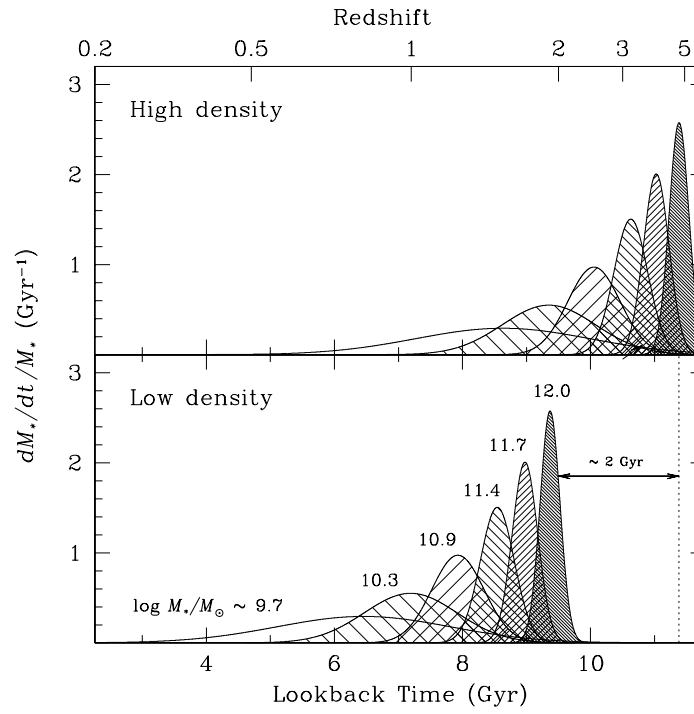 Redshift
0.2 0.5 1 2 3 5
3
High density
2
1
dM*/dt/M* (Gyr⁻¹)
3
Low density
12.0
11.7
~ 2 Gyr
2
11.4
10.9
1
10.3
log M*/M⊙ ~ 9.7
4 6 8 10
Lookback Time (Gyr)